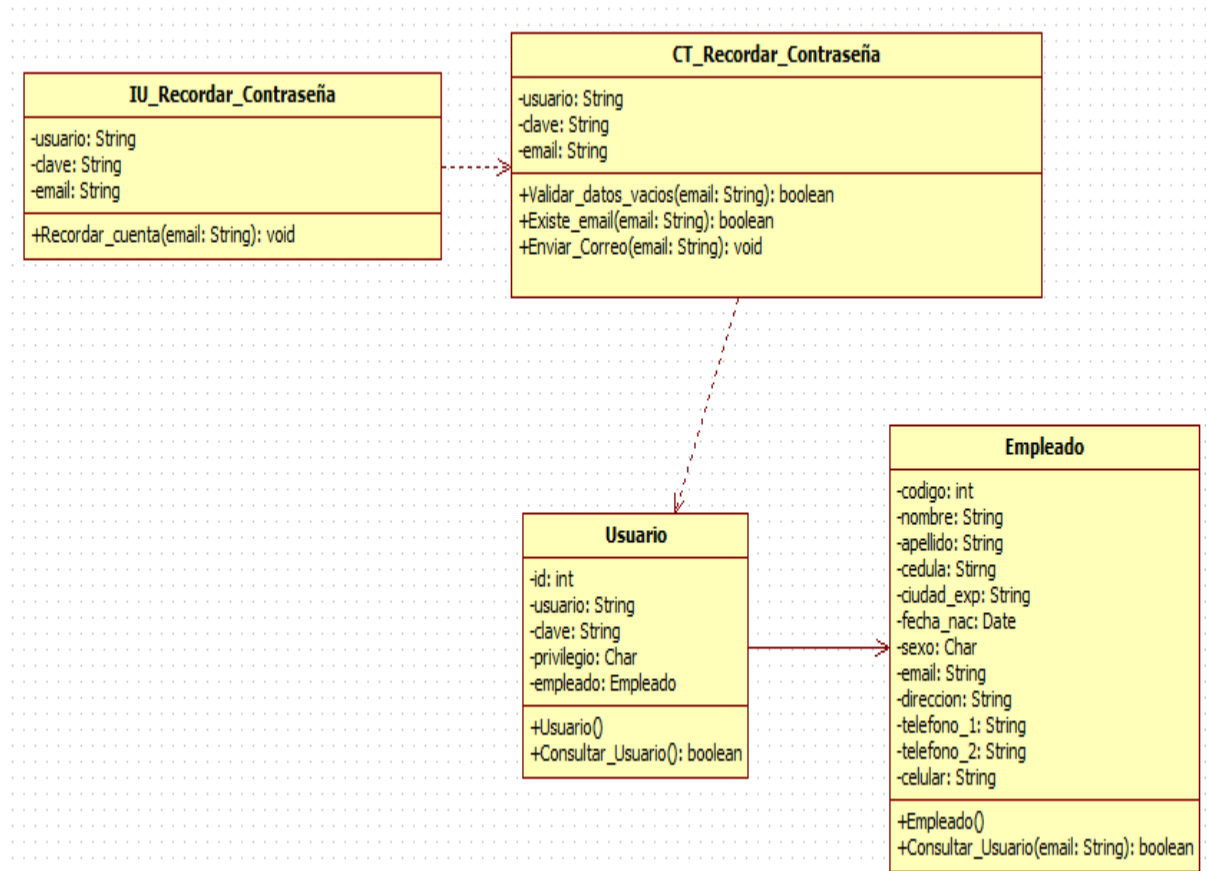 IU_Recordar_Contraseña
-usuario: String
-clave: String
-email: String
+Recordar_cuenta(email: String): void
CT_Recordar_Contraseña
-usuario: String
-clave: String
-email: String
+Validar_datos_vacios(email: String): boolean
+Existe_email(email: String): boolean
+Enviar_Correo(email: String): void
Usuario
-id: int
-usuario: String
-clave: String
-privilegio: Char
-empleado: Empleado
+Usuario()
+Consultar_Usuario(): boolean
Empleado
-codigo: int
-nombre: String
-apellido: String
-cedula: Stirng
-ciudad_exp: String
-fecha_nac: Date
-sexo: Char
-email: String
-direccion: String
-telefono_1: String
-telefono_2: String
-celular: String
+Empleado()
+Consultar_Usuario(email: String): boolean